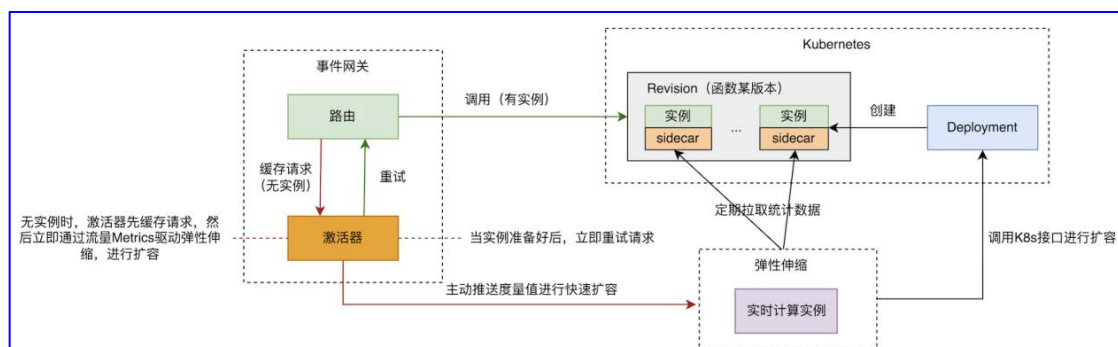 Kubernetes
事件网关
Revision（函数某版本）
路由
调用（有实例）
实例
sidecar
...
实例
sidecar
创建
Deployment
缓存请求
（无实例）
重试
无实例时，激活器先缓存请求，然
后立即通过流量Metrics驱动弹性伸
缩，进行扩容
激活器
当实例准备好后，立即重试请求
定期拉取统计数据
调用K8s接口进行扩容
弹性伸缩
主动推送度量值进行快速扩容
实时计算实例